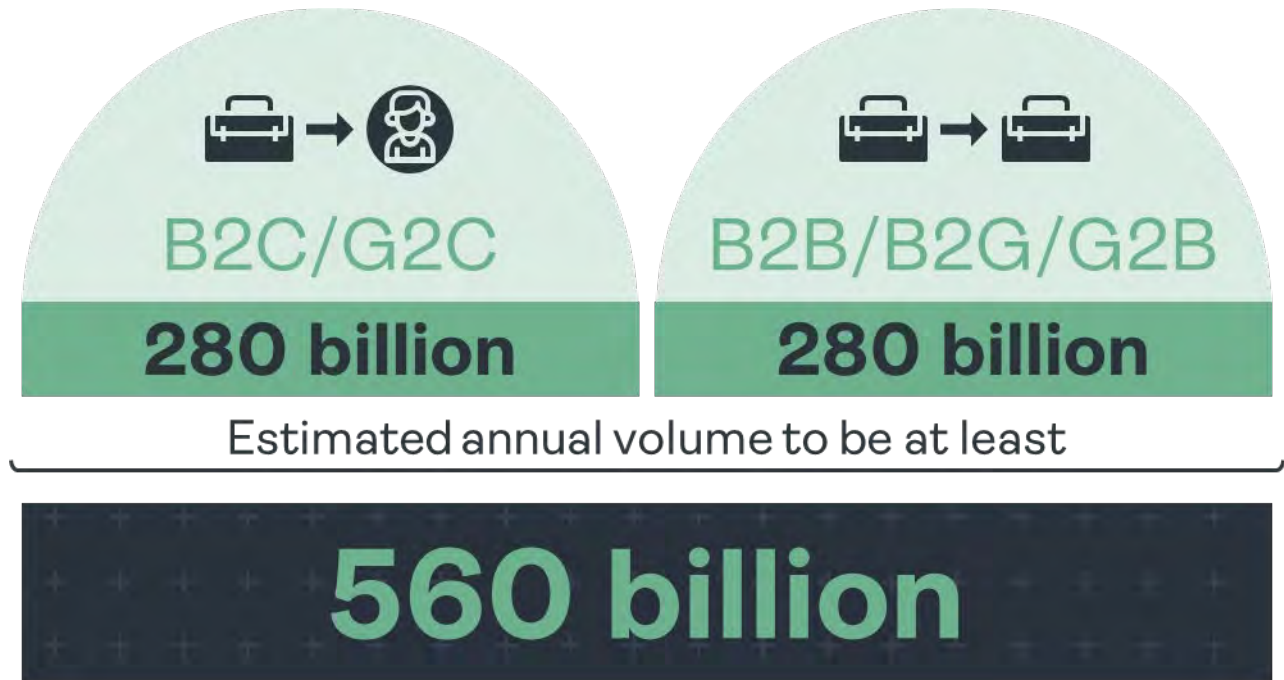 B2C/G2C
280 billion
B2B/B2G/G2B
280 billion
Estimated annual volume to be at least
560 billion